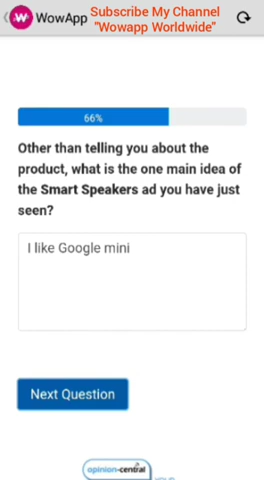 WowApp Subscribe My Channel
"Wowapp Worldwide"
66%
Other than telling you about the
product, what is the one main idea of
the Smart Speakers ad you have just
seen?
I like Google mini
Next Question
opinion-central
YOUR